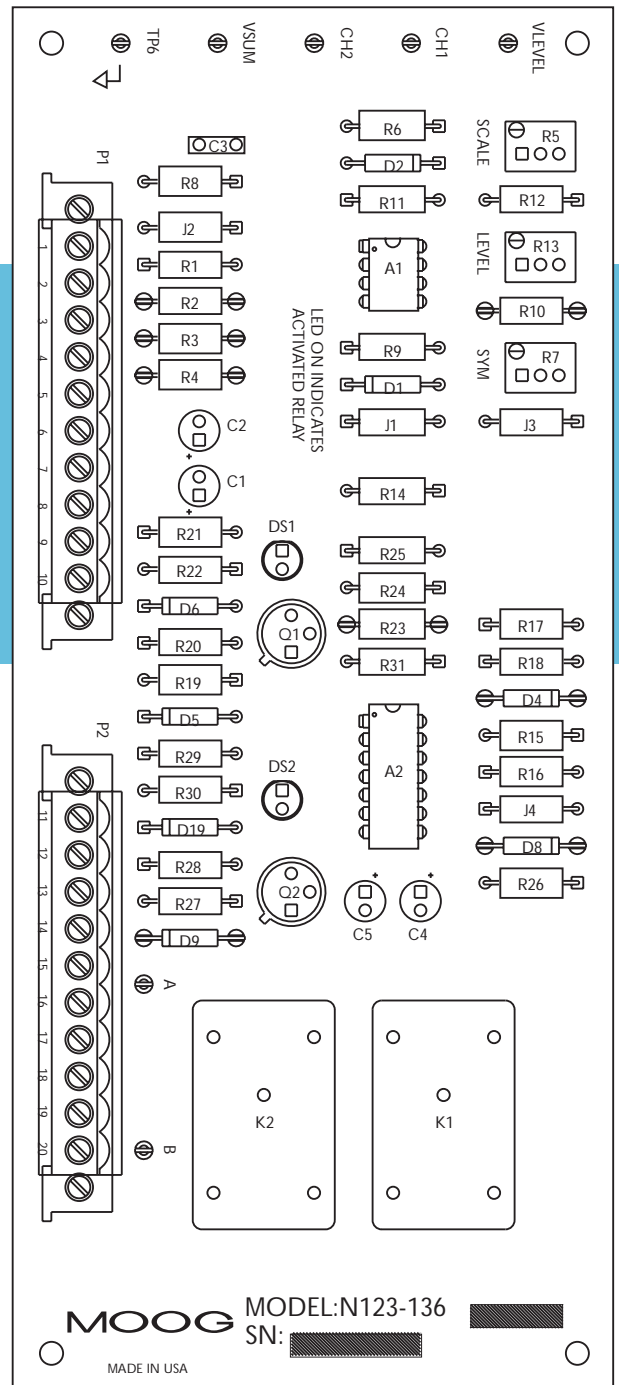 TP6 VSUM CH2 CH1 VLEVEL
P1
C3
R8
J2
R1
R2
R3
R4
C2
+
C1
+
R21
R22
D6
R20
R19
D5
R29
R30
D19
R28
R27
D9
1
2
3
4
5
6
7
8
9
10
P2
11
12
13
14
15
16
17
18
19
20
A
B
LED ON INDICATES
ACTIVATED RELAY
DS1
Q1
DS2
Q2
R6
D2
R11
A1
R9
D1
J1
R14
R25
R24
R23
R31
A2
+
C5
+
C4
SCALE
R5
R12
LEVEL
R13
R10
SYM
R7
J3
R17
R18
D4
R15
R16
J4
D8
R26
K2
K1
MOOG
MODEL:N123-136
SN:
MADE IN USA